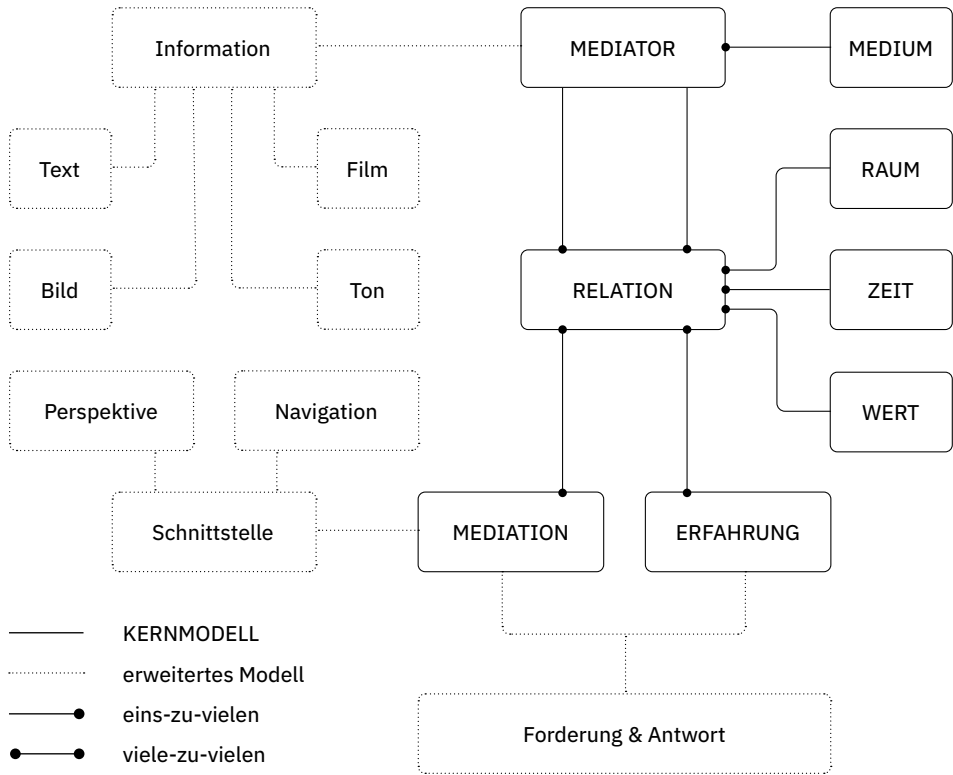 Information
MEDIATOR
MEDIUM
Text
Film
RAUM
Bild
Ton
RELATION
ZEIT
Perspektive
Navigation
WERT
Schnittstelle
MEDIATION
ERFAHRUNG
KERNMODELL
erweitertes Modell
eins-zu-vielen
viele-zu-vielen
Forderung & Antwort